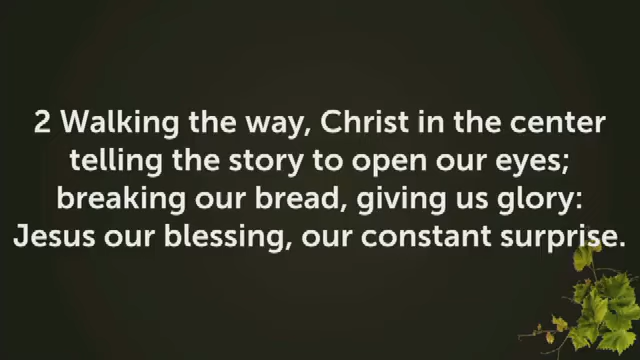 2 Walking the way, Christ in the center
telling the story to open our eyes;
breaking our bread, giving us glory:
Jesus our blessing, our constant surprise.